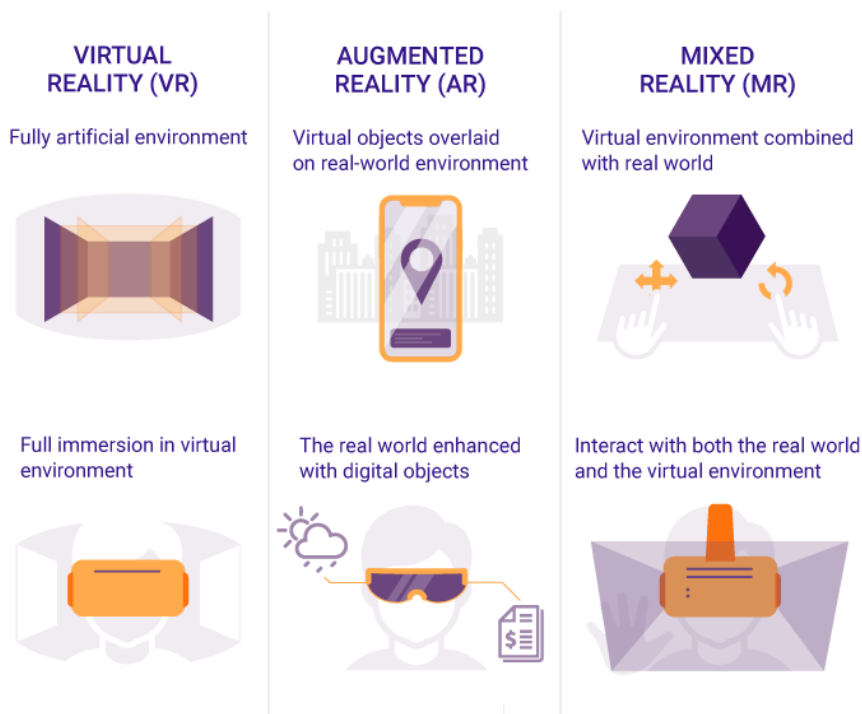 VIRTUAL
REALITY (VR)
Fully artificial environment
Full immersion in virtual
environment
AUGMENTED
REALITY (AR)
Virtual objects overlaid
on real-world environment
The real world enhanced
with digital objects
$
MIXED
REALITY (MR)
Virtual environment combined
with real world
Interact with both the real world
and the virtual environment